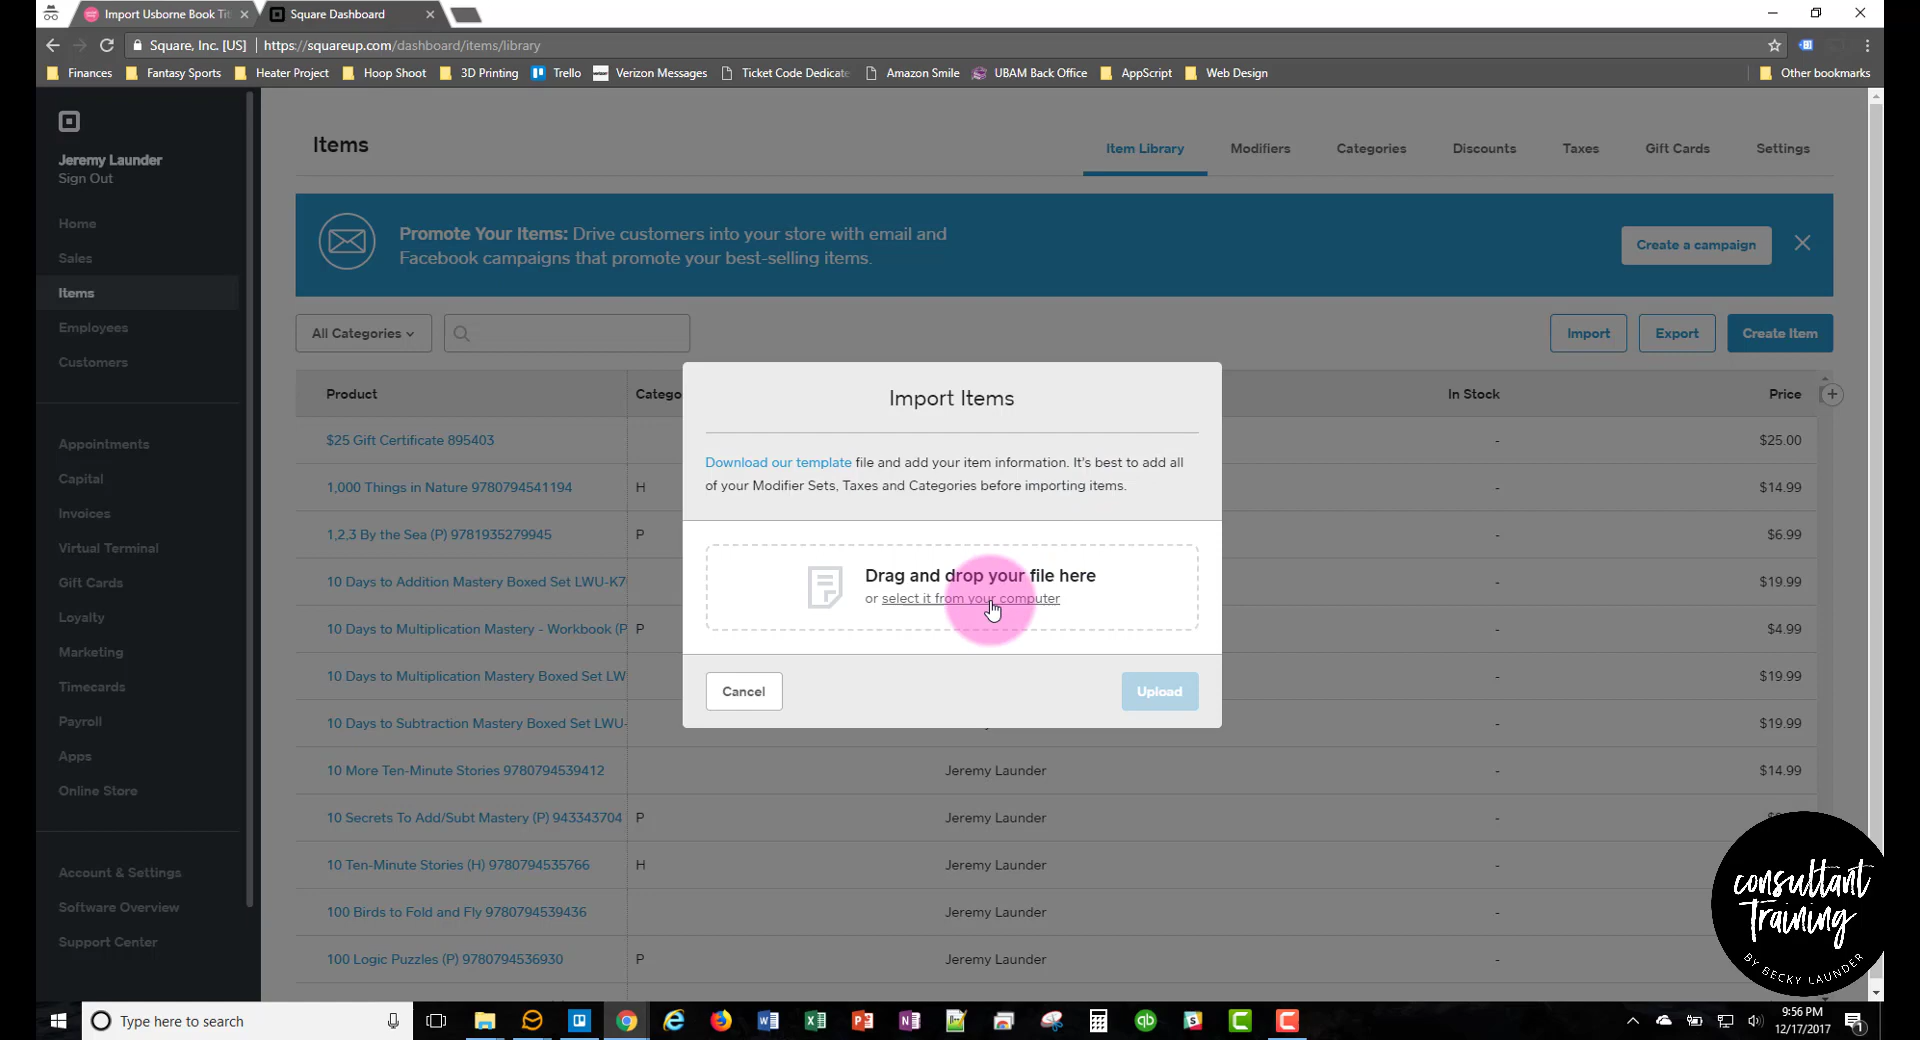 Import Usborne Book Tit
Square Dashboard
Square, Inc. [US]
https://squareup.com/dashboard/items/library
Finances
Fantasy Sports
Heater Project
Hoop Shoot
3D Printing
Trello
Verizon Messages
Ticket Code Dedicate
Amazon Smile
UBAM Back Office
AppScript
Web Design
Other bookmarks
Jeremy Launder
Sign Out
Home
Sales
Items
Employees
Customers
Appointments
Capital
Invoices
Virtual Terminal
Gift Cards
Loyalty
Marketing
Timecards
Payroll
Apps
Online Store
Account & Settings
Software Overview
Support Center
Items
Item Library
Modifiers
Categories
Discounts
Taxes
Gift Cards
Settings
Promote Your Items: Drive customers into your store with email and
Facebook campaigns that promote your best-selling items.
Create a campaign
All Categories
Import
Export
Create Item
Product
Catego
In Stock
Price
$25 Gift Certificate 895403
-
$25.00
1,000 Things in Nature 9780794541194
H
-
$14.99
1,2,3 By the Sea (P) 9781935279945
P
-
$6.99
10 Days to Addition Mastery Boxed Set LWU-K7
-
$19.99
10 Days to Multiplication Mastery - Workbook (P
P
-
$4.99
10 Days to Multiplication Mastery Boxed Set LW
-
$19.99
10 Days to Subtraction Mastery Boxed Set LWU-
-
$19.99
10 More Ten-Minute Stories 9780794539412
Jeremy Launder
-
$14.99
10 Secrets To Add/Subt Mastery (P) 943343704
P
Jeremy Launder
-
10 Ten-Minute Stories (H) 9780794535766
H
Jeremy Launder
-
100 Birds to Fold and Fly 9780794539436
Jeremy Launder
-
100 Logic Puzzles (P) 9780794536930
P
Jeremy Launder
-
Import Items
Download our template file and add your item information. It's best to add all
of your Modifier Sets, Taxes and Categories before importing items.
Drag and drop your file here
or select it from your computer
Cancel
Upload
consultant
Training
BY BECKY LAUNDER
Type here to search
9:56 PM
12/17/2017
1